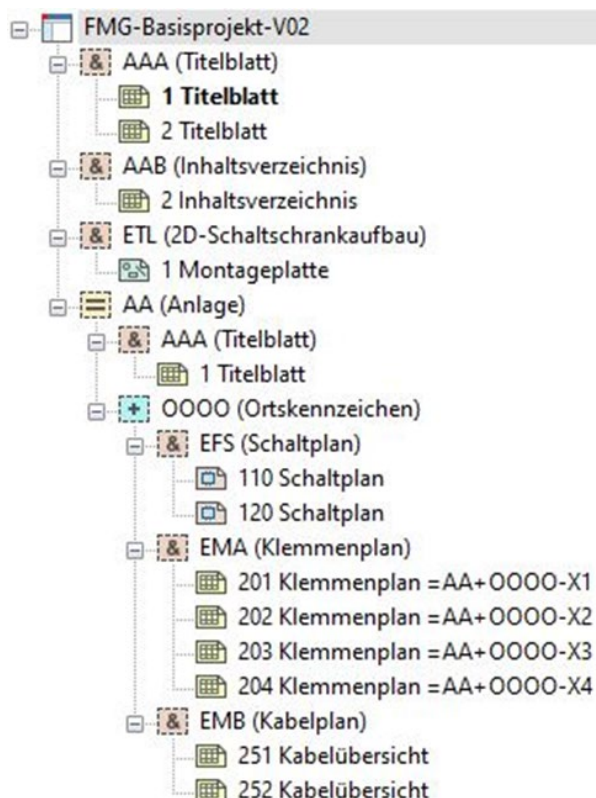 FMG-Basisprojekt-V02
& AAA (Titelblatt)
1 Titelblatt
2 Titelblatt
& AAB (Inhaltsverzeichnis)
2 Inhaltsverzeichnis
& ETL (2D-Schaltschrankaufbau)
1 Montageplatte
= AA (Anlage)
& AAA (Titelblatt)
1 Titelblatt
+ OOOO (Ortskennzeichen)
& EFS (Schaltplan)
110 Schaltplan
120 Schaltplan
& EMA (Klemmenplan)
201 Klemmenplan =AA+OOOO-X1
202 Klemmenplan =AA+OOOO-X2
203 Klemmenplan =AA+OOOO-X3
204 Klemmenplan =AA+OOOO-X4
& EMB (Kabelplan)
251 Kabelübersicht
252 Kabelübersicht